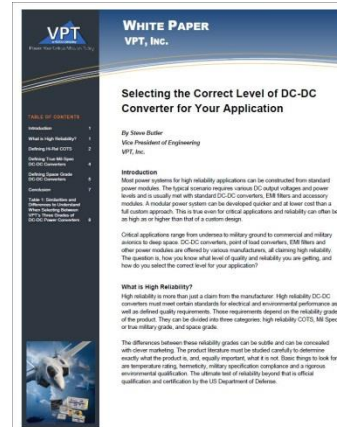 WHITE PAPER
VPT, INC.
VPT
TABLE OF CONTENTS
Introduction 1
What is High Reliability? 1
Defining Hi-Rel COTS 2
Defining True Mil-Spec
DC-DC Converters 4
Defining Space Grade
DC-DC Converters 6
Conclusion 7
Table 1: Similarities and
Differences to Understand
When Selecting Between
VPT's Three Grades of
DC-DC Power Converters 8
Selecting the Correct Level of DC-DC
Converter for Your Application
By Steve Butler
Vice President of Engineering
VPT, Inc.
Introduction
Most power systems for high reliability applications can be constructed from standard
power modules. The typical scenario requires various DC output voltages and power
levels and is usually met with standard DC-DC converters, EMI filters and accessory
modules. A modular power system can be developed quicker and at lower cost than a
full custom approach. This is true even for critical applications and reliability can often be
as high as or higher than that of a custom design.
Critical applications range from undersea to military ground to commercial and military
avionics to deep space. DC-DC converters, point of load converters, EMI filters and
other power modules are offered by various manufacturers, all claiming high reliability.
The question is, how you know what level of quality and reliability you are getting, and
how do you select the correct level for your application?
What is High Reliability?
High reliability is more than just a claim from the manufacturer. High reliability DC-DC
converters must meet certain standards for electrical and environmental performance as
well as defined quality requirements. Those requirements depend on the reliability grade
of the product. They can be divided into three categories; high reliability COTS, Mil Spec
or true military grade, and space grade.
The differences between these reliability grades can be subtle and can be concealed
with clever marketing. The product literature must be studied carefully to determine
exactly what the product is, and, equally important, what it is not. Basic things to look for
are temperature rating, hermeticity, military specification compliance and a rigorous
environmental qualification. The ultimate test of reliability beyond that is official
qualification and certification by the US Department of Defense.